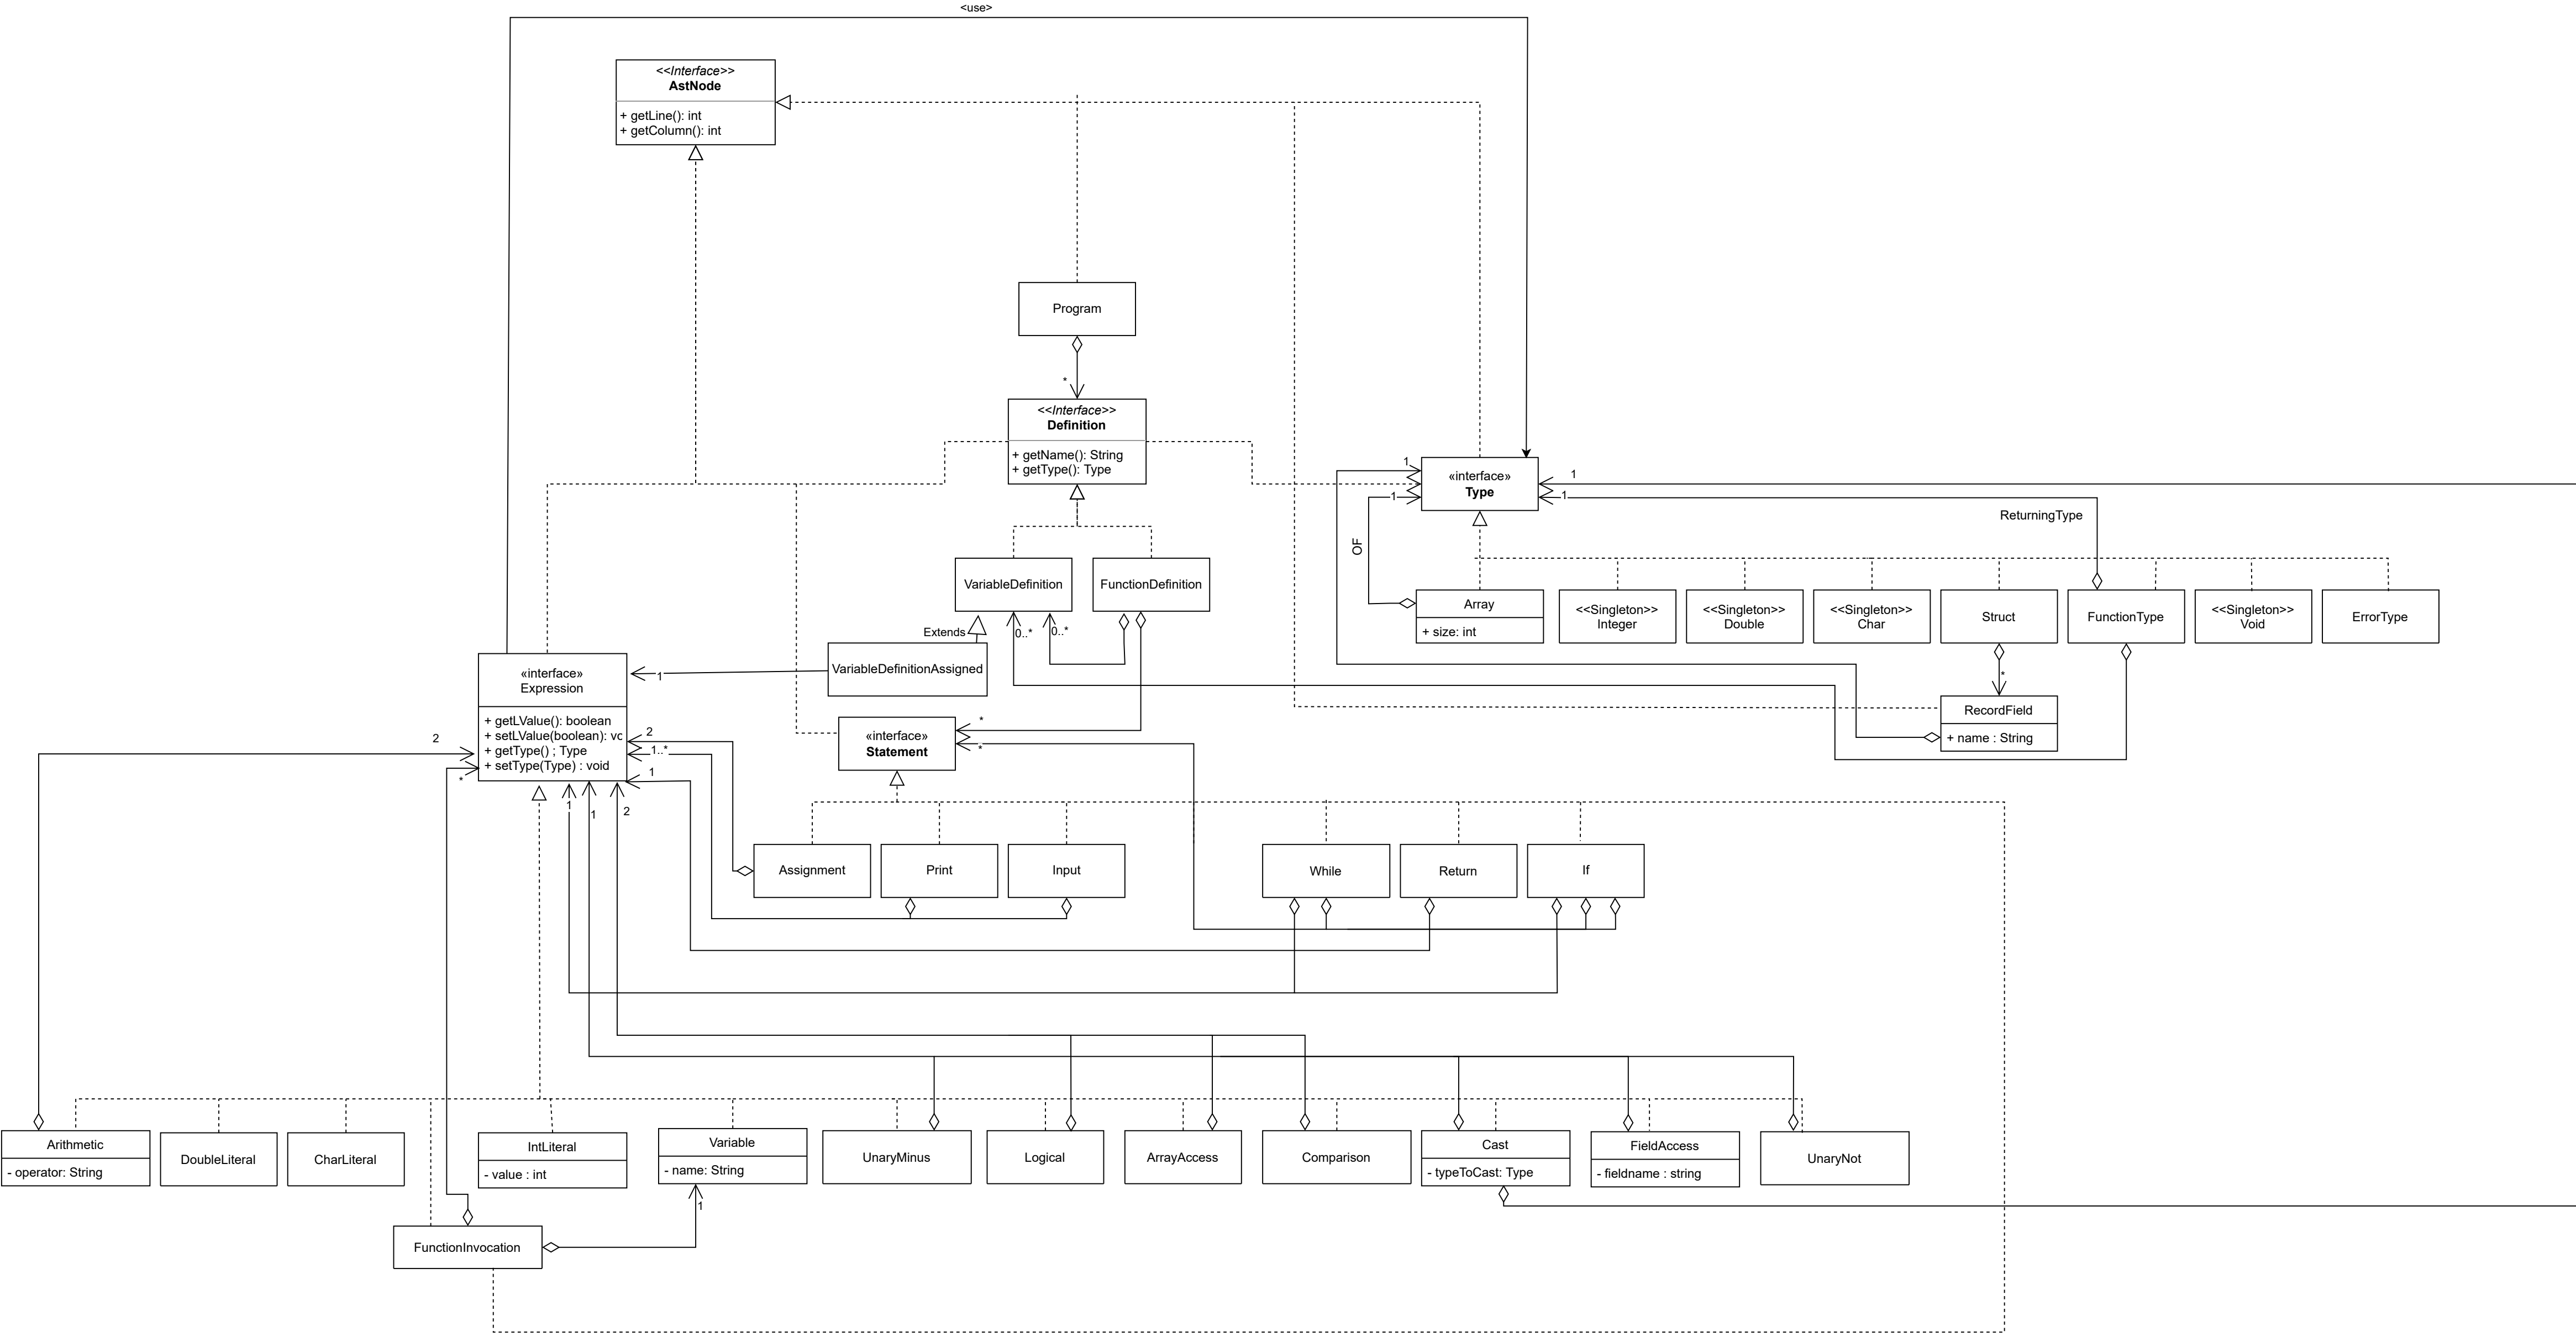 <use>
<<Interface>>
AstNode
+ getLine(): int
+ getColumn(): int
Program
*
<<Interface>>
Definition
+ getName(): String
+ getType(): Type
1
«interface»
Type
1
1
1
ReturningType
OF
VariableDefinition
FunctionDefinition
Array
+ size: int
<<Singleton>>
Integer
<<Singleton>>
Double
<<Singleton>>
Char
Struct
FunctionType
<<Singleton>>
Void
ErrorType
Extends
0..*
0..*
VariableDefinitionAssigned
1
*
RecordField
+ name : String
«interface»
Expression
+ getLValue(): boolean
+ setLValue(boolean): vc
+ getType() ; Type
+ setType(Type) : void
2
*
2
1..*
1
1
1
2
*
*
«interface»
Statement
Assignment
Print
Input
While
Return
If
Arithmetic
- operator: String
DoubleLiteral
CharLiteral
IntLiteral
- value : int
Variable
- name: String
UnaryMinus
Logical
ArrayAccess
Comparison
Cast
- typeToCast: Type
FieldAccess
- fieldname : string
UnaryNot
1
FunctionInvocation